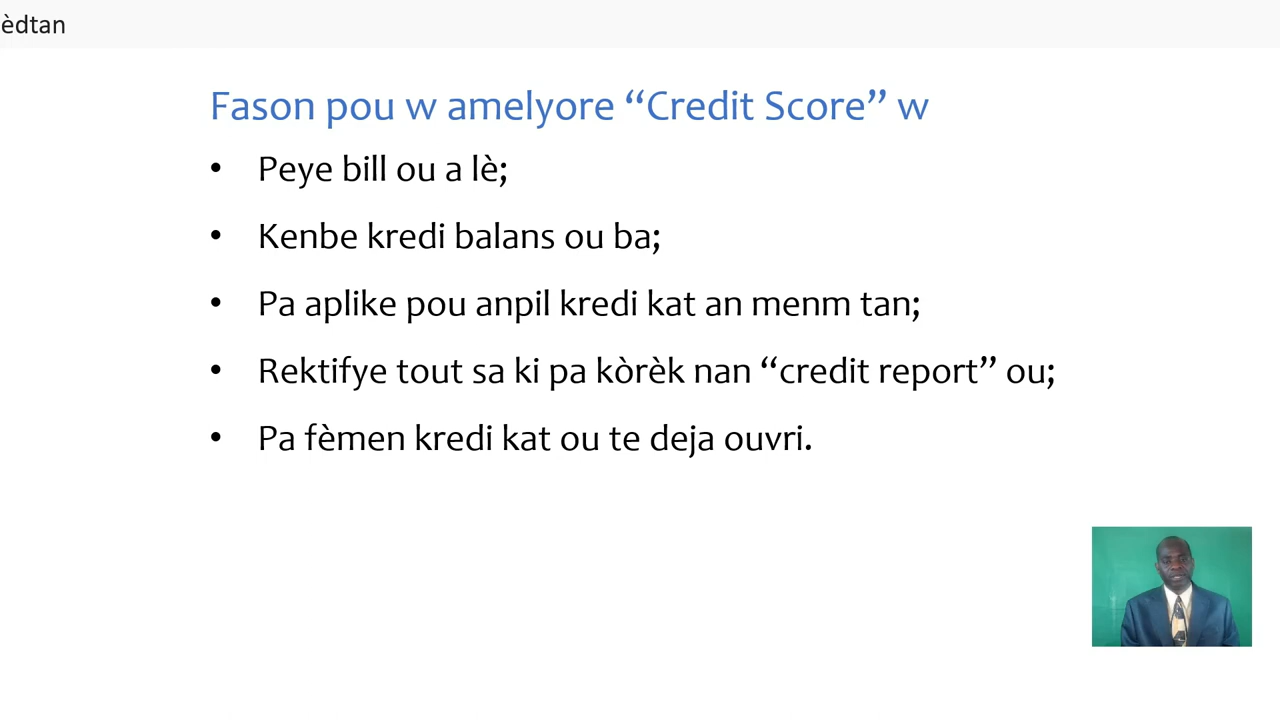 èdtan
Fason pou w amelyore “Credit Score” w
• Peye bill ou a lè;
• Kenbe kredi balans ou ba;
• Pa aplike pou anpil kredi kat an menm tan;
• Rektifye tout sa ki pa kòrèk nan “credit report” ou;
• Pa fèmen kredi kat ou te deja ouvri.